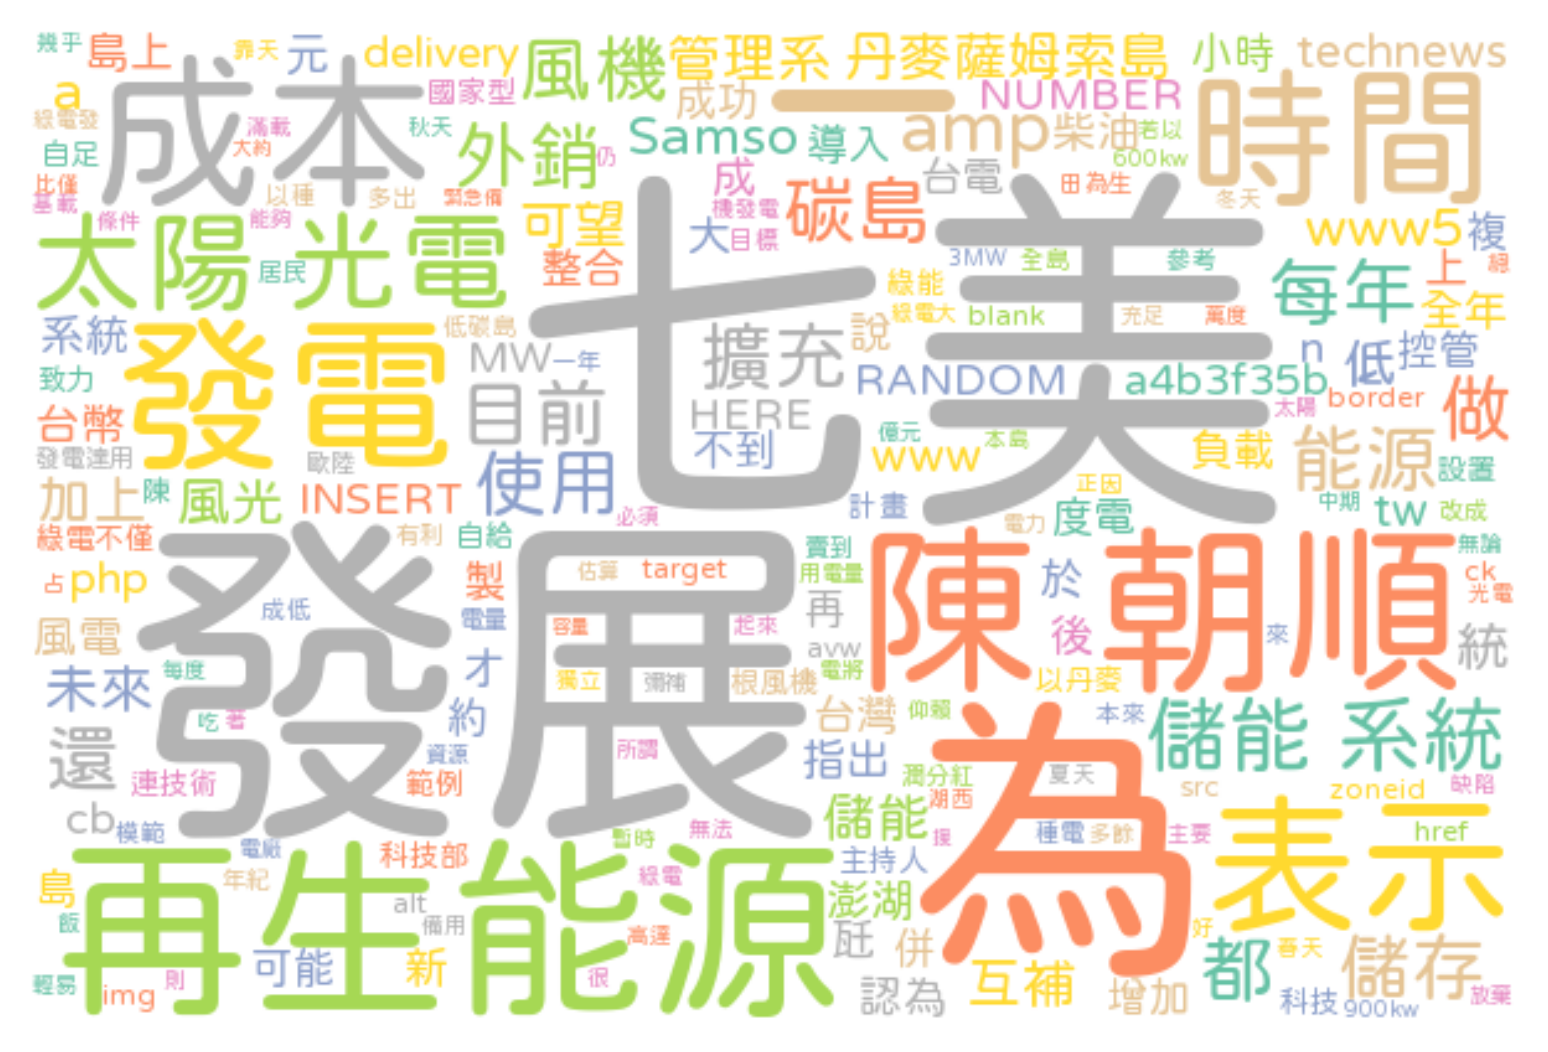 幾乎 島上 靠天 元 delivery 風機 管理系 丹麥薩姆索島 小時 technews
a 成本 國家型 成功 一 NUMBER 時間
綠電發 滿載 秋天 外銷 仍 Samso 導入 amp 柴油 若以
自足 大約 600kw
比僅 以種 多出 緊急備 成 碳島 台電 田為生 冬天
基載 條件 能夠 可望 機發電 www5 複
太陽 光電 居民 整合 大 目標 七美 3MW 全島 參考 每年 上 總
綠能 全年
系統 發電 低碳島 MW 一年 擴充 說 綠電大 blank 充足 萬度 n 低 控管
致力 目前 HERE RANDOM a4b3f35b border 做
台幣 不到 億元 本島 太陽
發電達用 歐陸 www 負載 能源 設置
加上 陳 風光 INSERT 使用 計畫 正因 中期 tw 改成
綠電不僅 有利 自給 必須 電力 度電
發展 賣到 陳朝順 無論
占 php 製 估算 target 用電量 於 ck
成低 電量 再 光電
風電 容量 起來 avw 後 來 統
未來 每度 才 獨立 彌補 根風機 電將 以丹麥
吃 著 約 台灣 仰賴 為 本來 儲能 系統
還 資源 所謂 指出
連技術 範例 潤分紅 夏天 src zoneid 缺陷
cb 模範 儲能 湖西 表示
電廠 科技部 暫時 無法 援 種電 多餘 主要 href
再生能源 主持人
島 年紀 alt 綠電 澎湖
飯 備用 高達 瓩 併 好 都 春天 儲存
可能 新 很 互補
輕易 img 則 認為 增加 科技 900kw 放棄